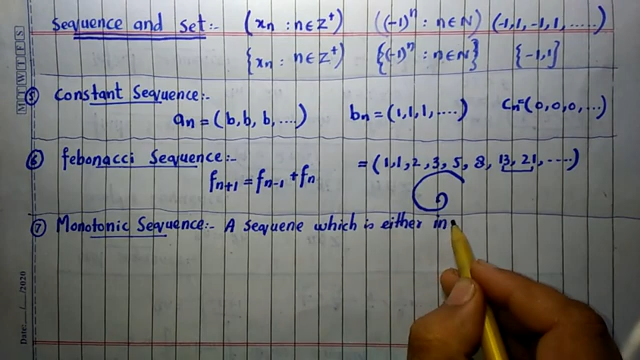 Sequence and set:- (xn : n∈Z⁺) ((-1)ⁿ : n∈N) (-1,1,-1,1,.....)
{xn : n∈Z⁺} {(-1)ⁿ : n∈N} {-1,1}
⑤ Constant Sequence:-
an = (b, b, b, ....) bn = (1,1,1,....) Cn = (0,0,0,...)
⑥ febonacci Sequence:- = (1,1,2,3,5,8,13,21,....)
fn+1 = fn-1 + fn
⑦ Monotonic Sequence:- A sequene which is either in
Date:...../...../2020
M T W T F S